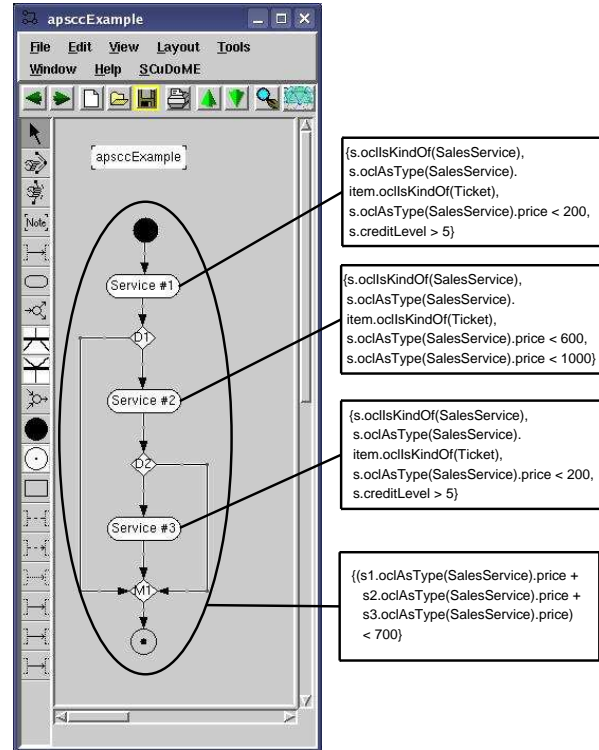 apsccExample
File Edit View Layout Tools
Window Help SCuDoME
apsccExample
[Note]
Service #1
D1
Service #2
D2
Service #3
M1
{s.oclIsKindOf(SalesService),
s.oclAsType(SalesService).
item.oclIsKindOf(Ticket),
s.oclAsType(SalesService).price < 200,
s.creditLevel > 5}
{s.oclIsKindOf(SalesService),
s.oclAsType(SalesService).
item.oclIsKindOf(Ticket),
s.oclAsType(SalesService).price < 600,
s.oclAsType(SalesService).price < 1000}
{s.oclIsKindOf(SalesService),
s.oclAsType(SalesService).
item.oclIsKindOf(Ticket),
s.oclAsType(SalesService).price < 200,
s.creditLevel > 5}
{(s1.oclAsType(SalesService).price +
s2.oclAsType(SalesService).price +
s3.oclAsType(SalesService).price)
< 700}